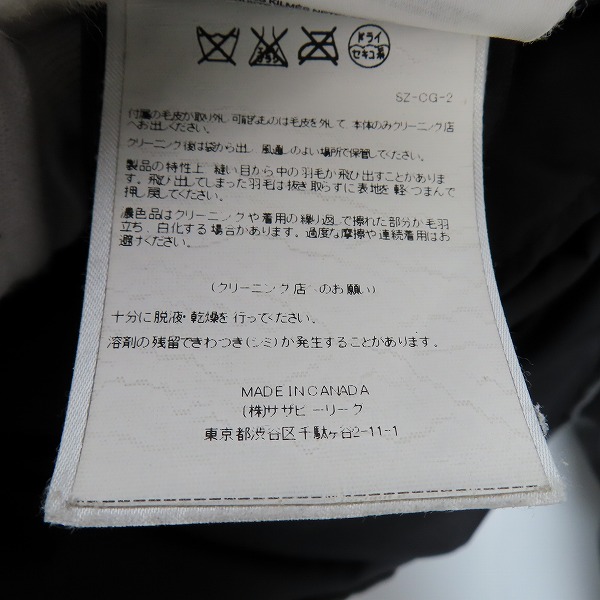 ドライ
セキユ系
SZ-CG-2
付属の毛皮が取り外し可能なものは毛皮を外して 本体のみクリーニング店
へお出しください。
クリーニング後は袋から出し 風通しのよい場所で保管してください。
製品の特性上 縫い目から中の羽毛が飛び出すことがありま
す。飛び出してしまった羽毛は抜き取らずに表地を軽くつまんで
押し戻してください。
濃色品はクリーニングや着用の繰り返しで擦れた部分が毛羽
立ち、白化する場合があります。過度な摩擦や連続着用はお
避けください。
(クリーニング店へのお願い)
十分に脱液・乾燥を行ってください。
溶剤の残留できわつき(シミ)が発生することがあります。
MADE IN CANADA
(株)サザビーリーグ
東京都渋谷区千駄ヶ谷2-11-1